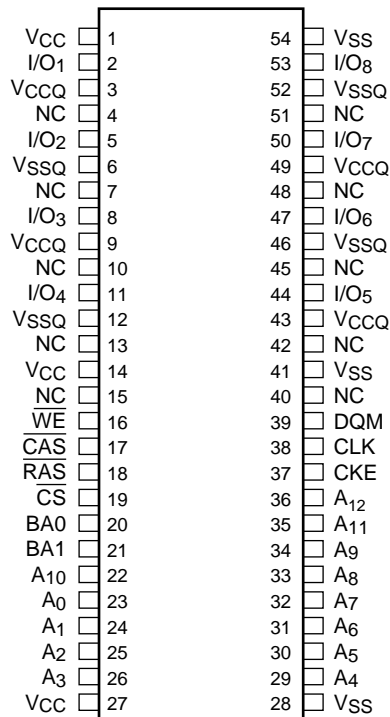 VCC 1 54 VSS
I/O1 2 53 I/O8
VCCQ 3 52 VSSQ
NC 4 51 NC
I/O2 5 50 I/O7
VSSQ 6 49 VCCQ
NC 7 48 NC
I/O3 8 47 I/O6
VCCQ 9 46 VSSQ
NC 10 45 NC
I/O4 11 44 I/O5
VSSQ 12 43 VCCQ
NC 13 42 NC
VCC 14 41 VSS
NC 15 40 NC
WE 16 39 DQM
CAS 17 38 CLK
RAS 18 37 CKE
CS 19 36 A12
BA0 20 35 A11
BA1 21 34 A9
A10 22 33 A8
A0 23 32 A7
A1 24 31 A6
A2 25 30 A5
A3 26 29 A4
VCC 27 28 VSS